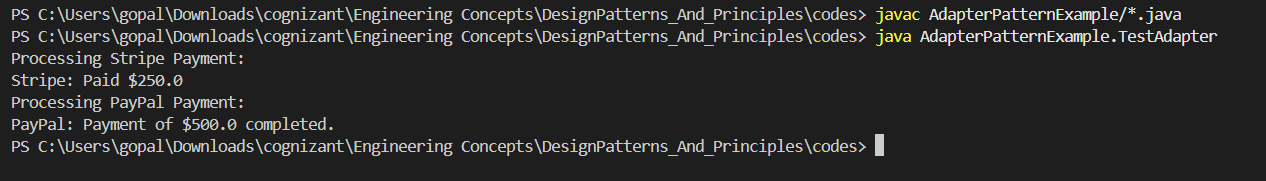 PS C:\Users\gopal\Downloads\cognizant\Engineering Concepts\DesignPatterns_And_Principles\codes> javac AdapterPatternExample/*.java
PS C:\Users\gopal\Downloads\cognizant\Engineering Concepts\DesignPatterns_And_Principles\codes> java AdapterPatternExample.TestAdapter
Processing Stripe Payment:
Stripe: Paid $250.0
Processing PayPal Payment:
PayPal: Payment of $500.0 completed.
PS C:\Users\gopal\Downloads\cognizant\Engineering Concepts\DesignPatterns_And_Principles\codes>